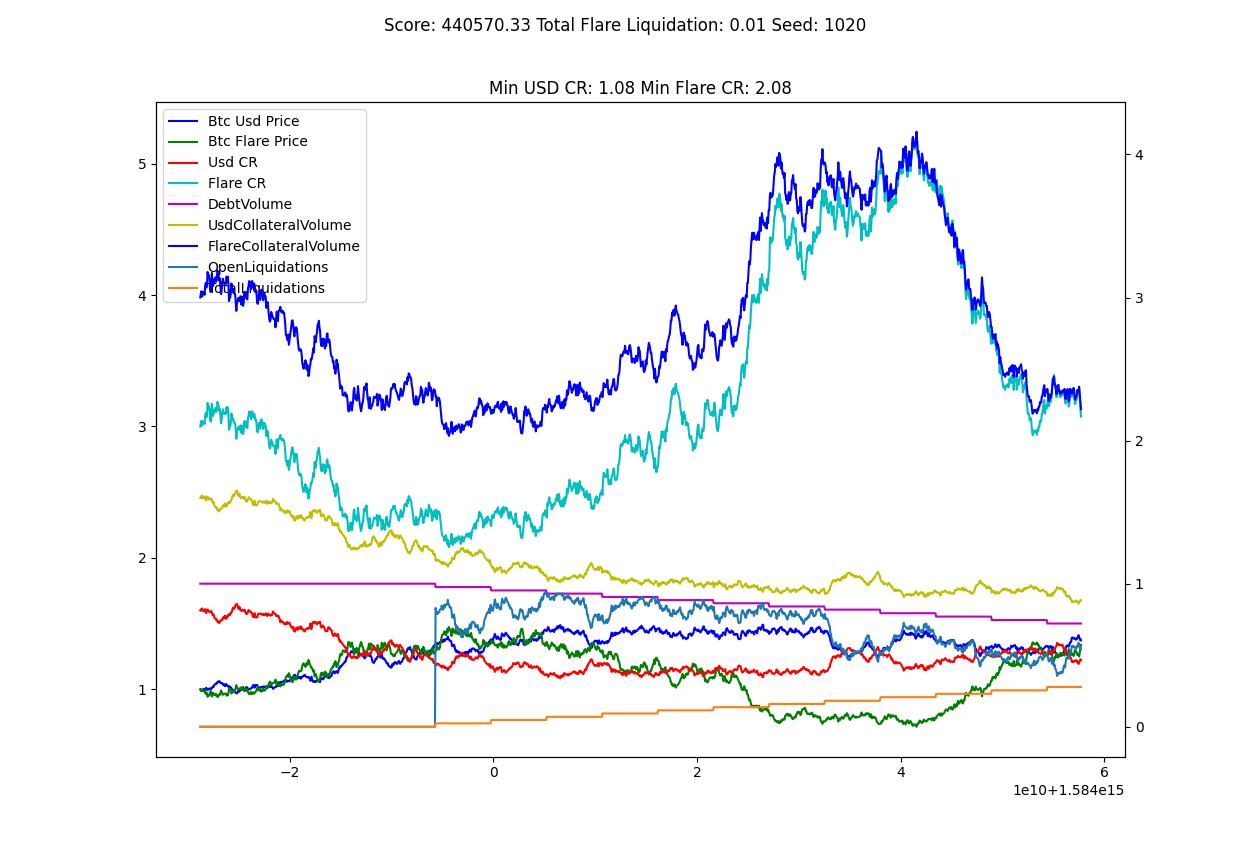 Score: 440570.33 Total Flare Liquidation: 0.01 Seed: 1020
Min USD CR: 1.08 Min Flare CR: 2.08
Btc Usd Price
Btc Flare Price
Usd CR
Flare CR
DebtVolume
UsdCollateralVolume
FlareCollateralVolume
OpenLiquidations
TotalLiquidations
5
4
3
2
1
4
3
2
1
0
−2
0
2
4
6
1e10+1.584e15